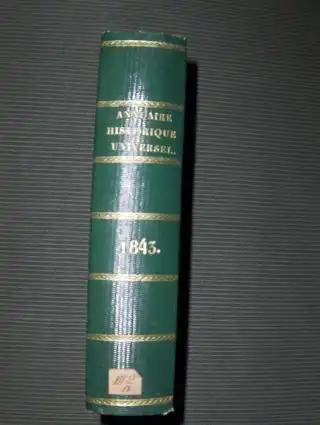 ANNUAIRE
HISTORIQUE
UNIVERSEL.
1843.